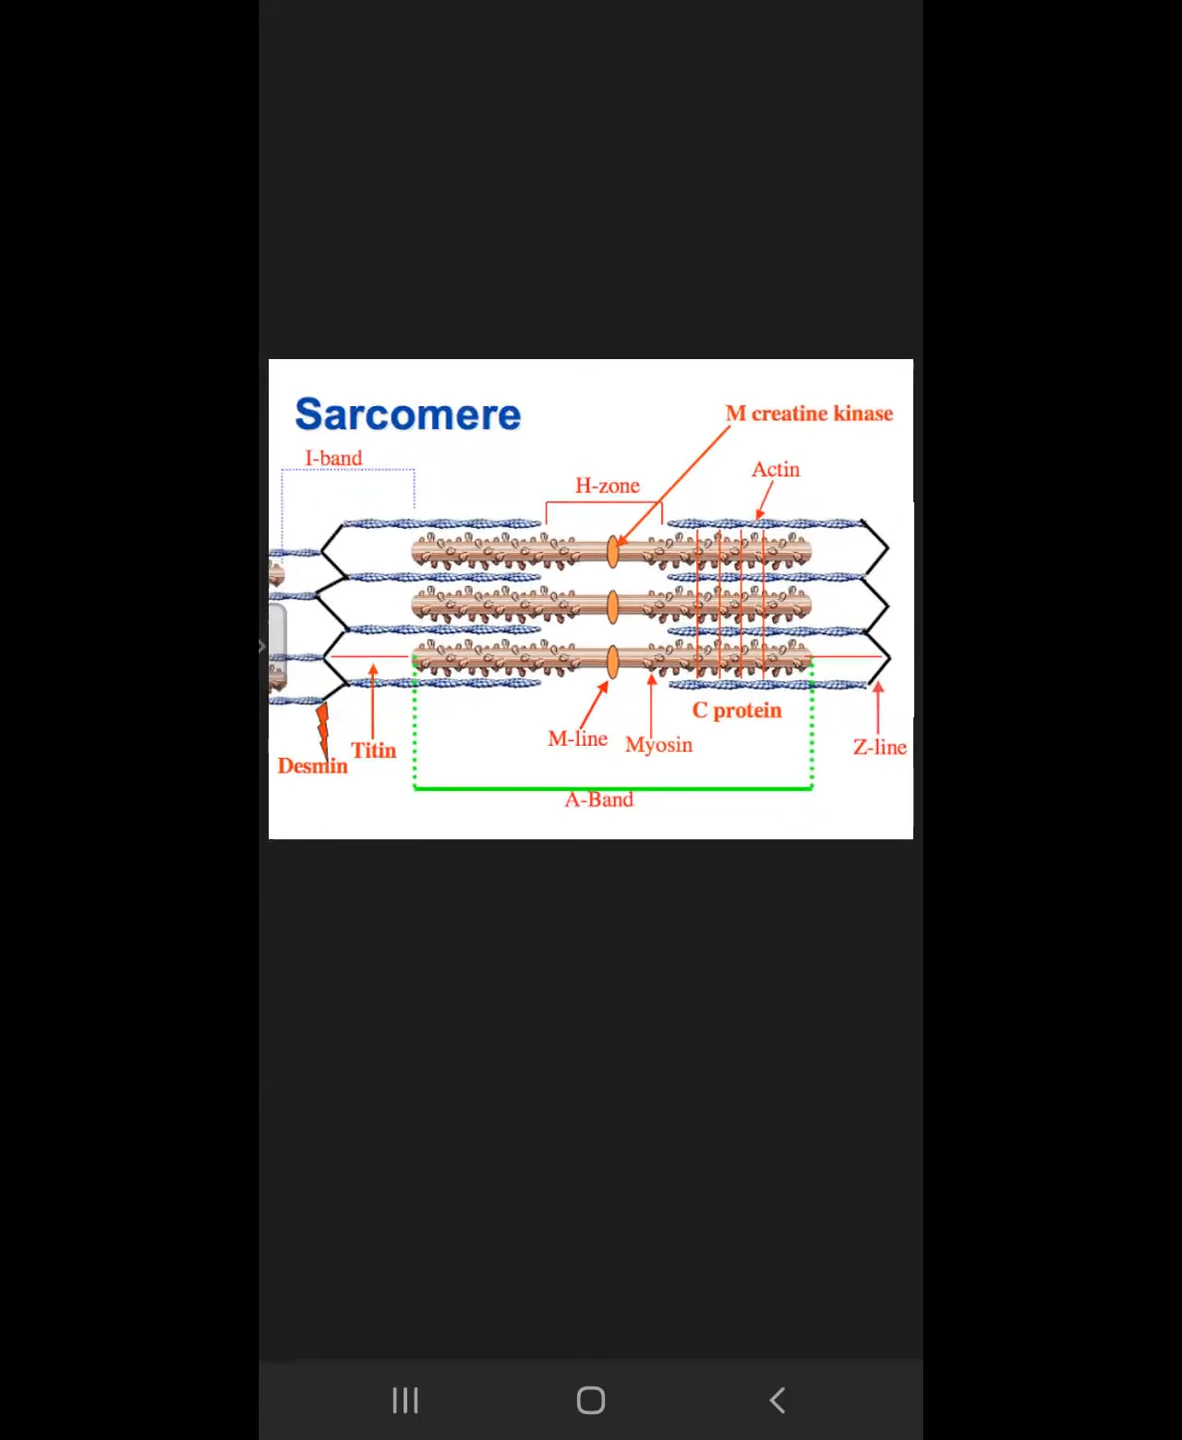 Sarcomere
M creatine kinase
I-band
Actin
H-zone
C protein
M-line
Myosin
Z-line
Titin
Desmin
A-Band